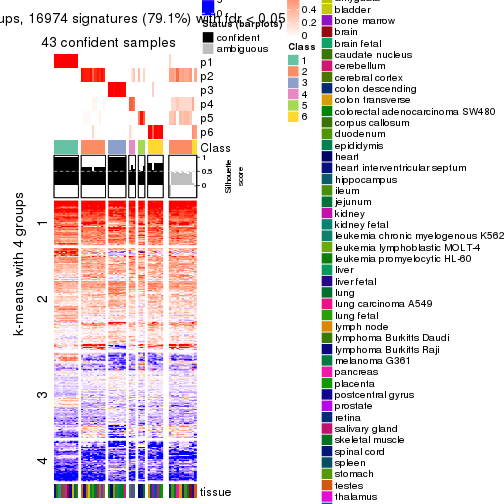 ups, 16974 signatures (79.1%) with fdr < 0.05
43 confident samples
p1
p2
p3
p4
p5
p6
Class
1
0.5
0
Silhouette
score
k-means with 4 groups
1
2
3
4
tissue
0
Status (barplots)
confident
ambiguous
0.4
0.2
0
Class
1
2
3
4
5
6
bladder
bone marrow
brain
brain fetal
caudate nucleus
cerebellum
cerebral cortex
colon descending
colon transverse
colorectal adenocarcinoma SW480
corpus callosum
duodenum
epididymis
heart
heart interventricular septum
hippocampus
ileum
jejunum
kidney
kidney fetal
leukemia chronic myelogenous K562
leukemia lymphoblastic MOLT-4
leukemia promyelocytic HL-60
liver
liver fetal
lung
lung carcinoma A549
lung fetal
lymph node
lymphoma Burkitts Daudi
lymphoma Burkitts Raji
melanoma G361
pancreas
placenta
postcentral gyrus
prostate
retina
salivary gland
skeletal muscle
spinal cord
spleen
stomach
testes
thalamus